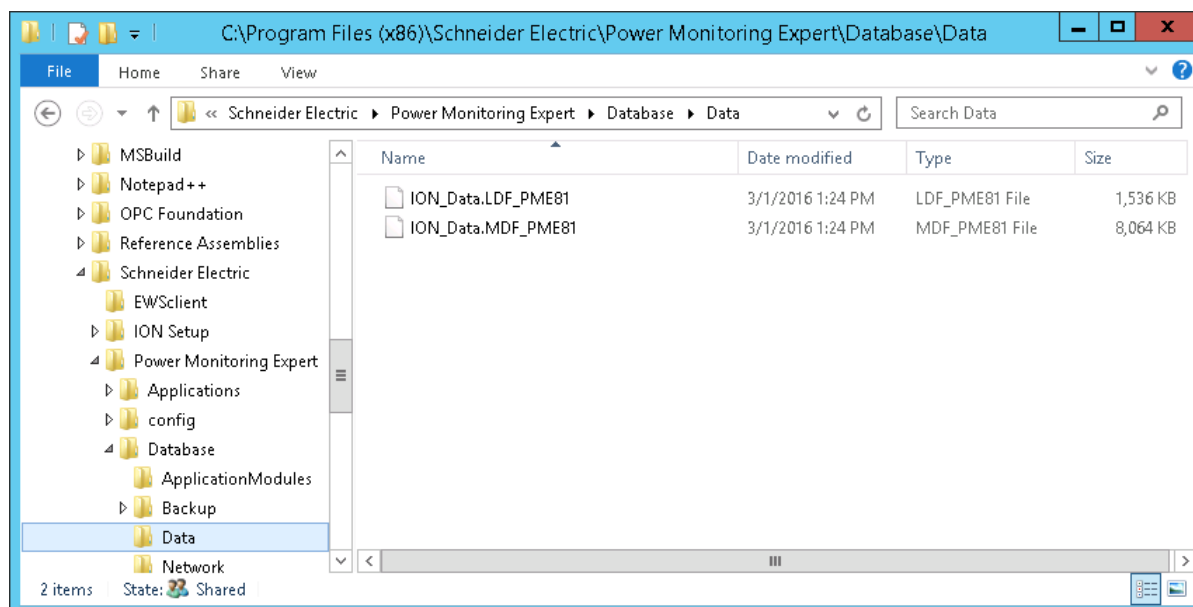 C:\Program Files (x86)\Schneider Electric\Power Monitoring Expert\Database\Data
File Home Share View
« Schneider Electric Power Monitoring Expert Database Data Search Data
MSBuild
Notepad++
OPC Foundation
Reference Assemblies
Schneider Electric
EWSclient
ION Setup
Power Monitoring Expert
Applications
config
Database
ApplicationModules
Backup
Data
Network
Name Date modified Type Size
ION_Data.LDF_PME81 3/1/2016 1:24 PM LDF_PME81 File 1,536 KB
ION_Data.MDF_PME81 3/1/2016 1:24 PM MDF_PME81 File 8,064 KB
2 items State: Shared